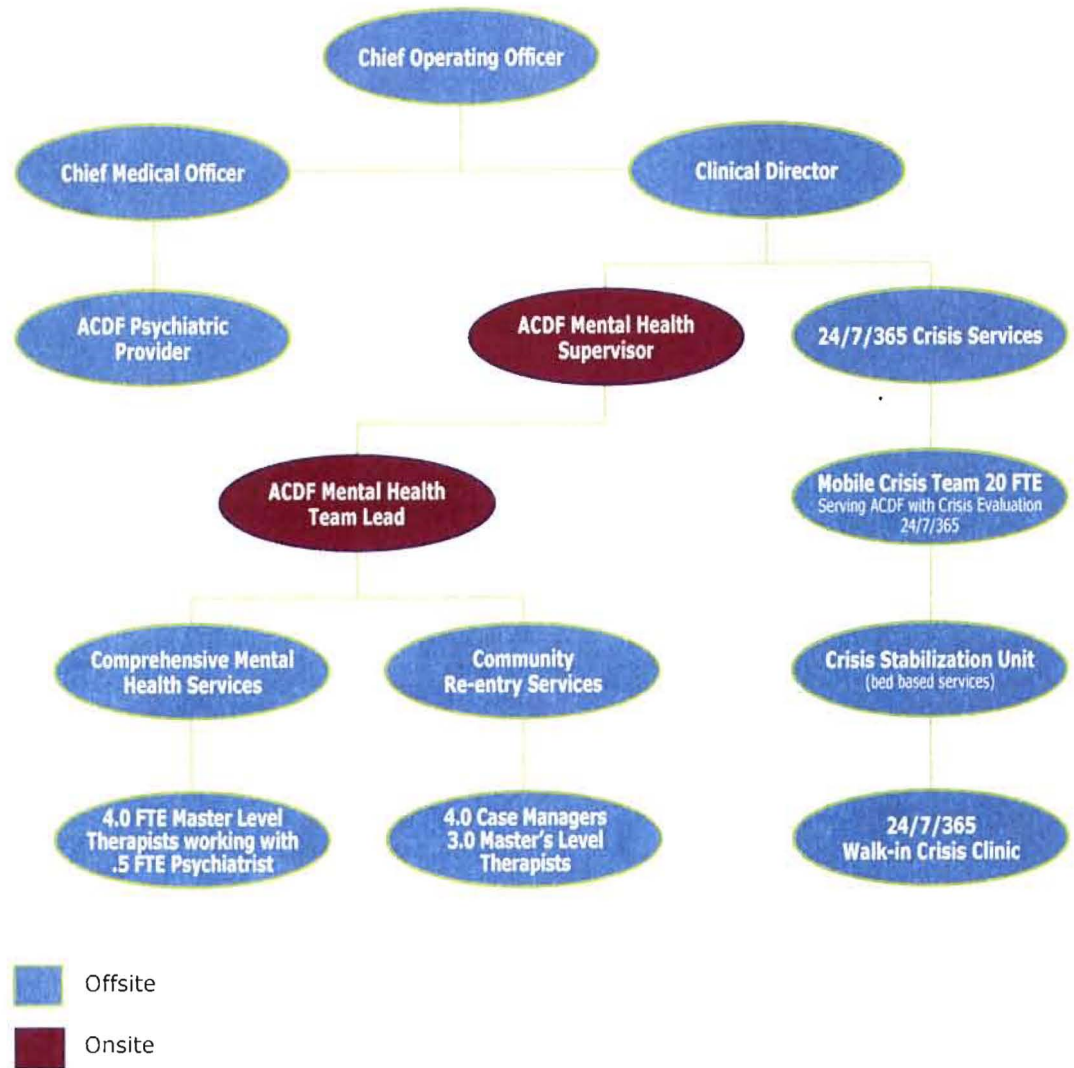 Chief Operating Officer
Chief Medical Officer
Clinical Director
ACDF Psychiatric
Provider
ACDF Mental Health
Supervisor
24/7/365 Crisis Services
ACDF Mental Health
Team Lead
Mobile Crisis Team 20 FTE
Serving ACDF with Crisis Evaluation
24/7/365
Comprehensive Mental
Health Services
Community
Re-entry Services
Crisis Stabilization Unit
(bed based services)
4.0 FTE Master Level
Therapists working with
.5 FTE Psychiatrist
4.0 Case Managers
3.0 Master's Level
Therapists
24/7/365
Walk-in Crisis Clinic
Offsite
Onsite